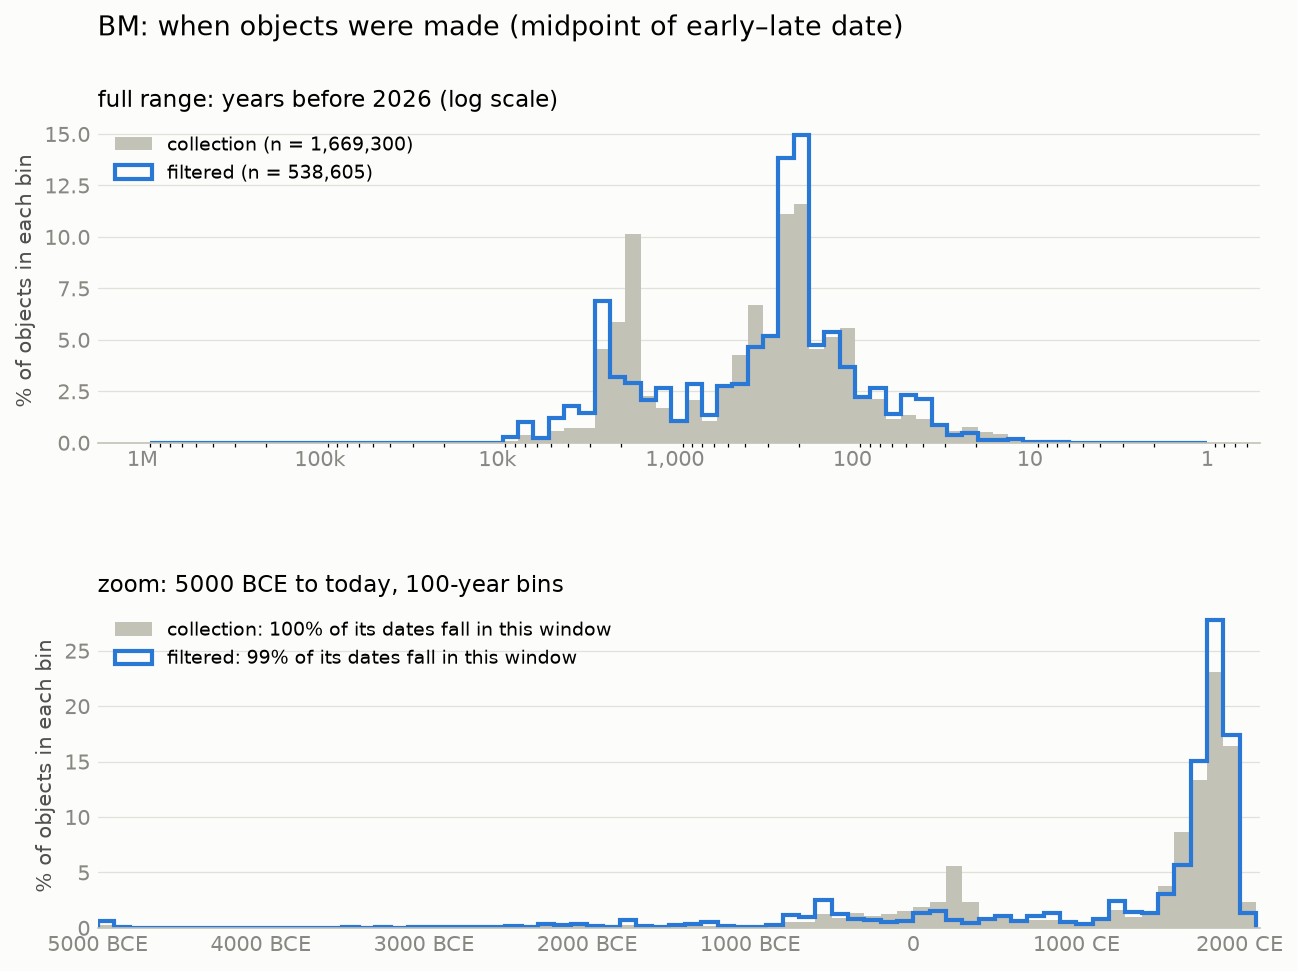 BM: when objects were made (midpoint of early–late date)
full range: years before 2026 (log scale)
% of objects in each bin
15.0
12.5
10.0
7.5
5.0
2.5
0.0
collection (n = 1,669,300)
filtered (n = 538,605)
1M 100k 10k 1,000 100 10 1
zoom: 5000 BCE to today, 100-year bins
% of objects in each bin
25
20
15
10
5
0
collection: 100% of its dates fall in this window
filtered: 99% of its dates fall in this window
5000 BCE 4000 BCE 3000 BCE 2000 BCE 1000 BCE 0 1000 CE 2000 CE